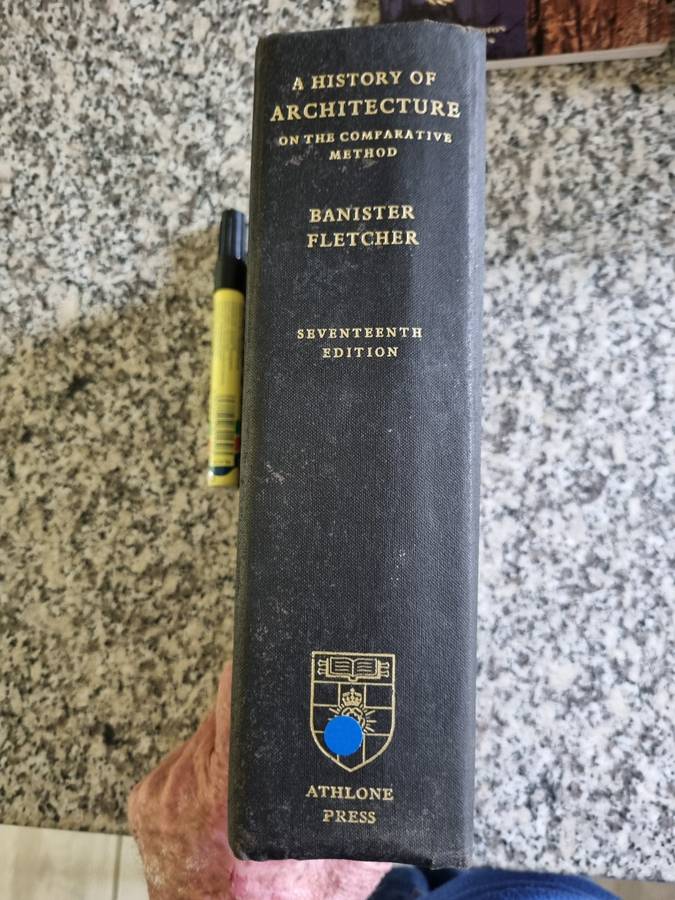 A HISTORY OF
ARCHITECTURE
ON THE COMPARATIVE
METHOD
BANISTER
FLETCHER
SEVENTEENTH
EDITION
ATHLONE
PRESS